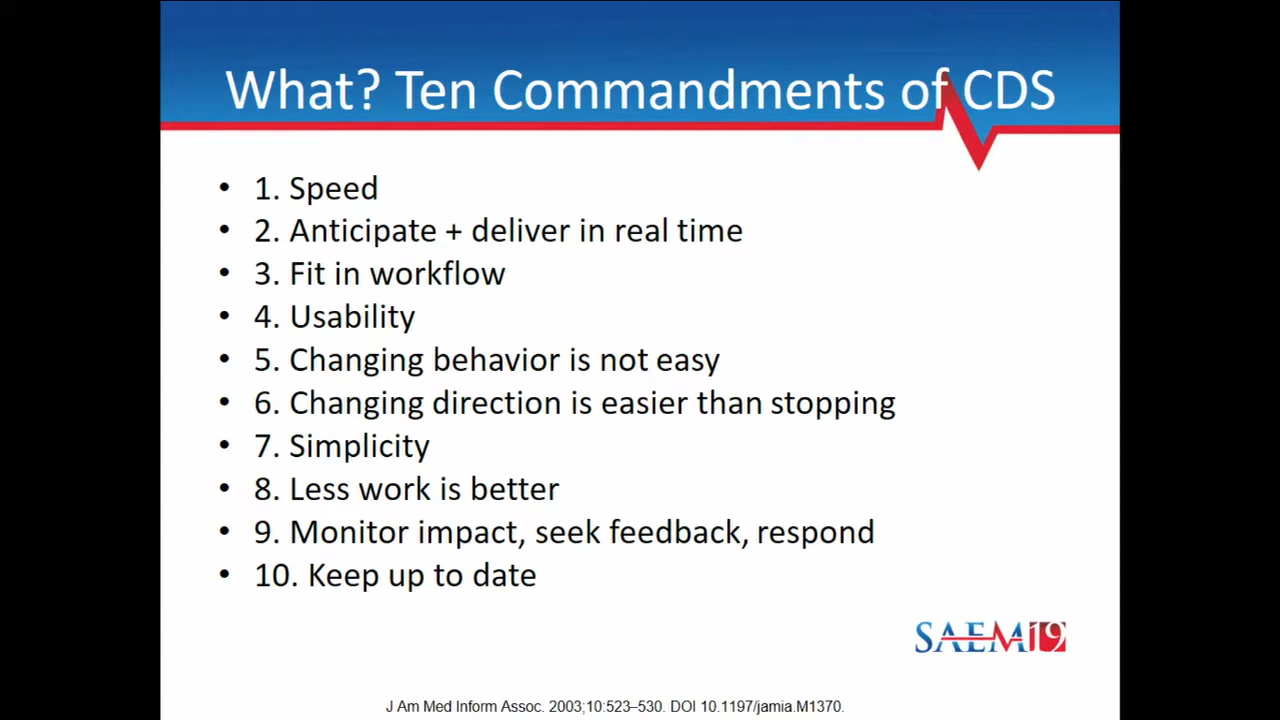 What? Ten Commandments of CDS
• 1. Speed
• 2. Anticipate + deliver in real time
• 3. Fit in workflow
• 4. Usability
• 5. Changing behavior is not easy
• 6. Changing direction is easier than stopping
• 7. Simplicity
• 8. Less work is better
• 9. Monitor impact, seek feedback, respond
• 10. Keep up to date
SAEM19
J Am Med Inform Assoc. 2003;10:523–530. DOI 10.1197/jamia.M1370.